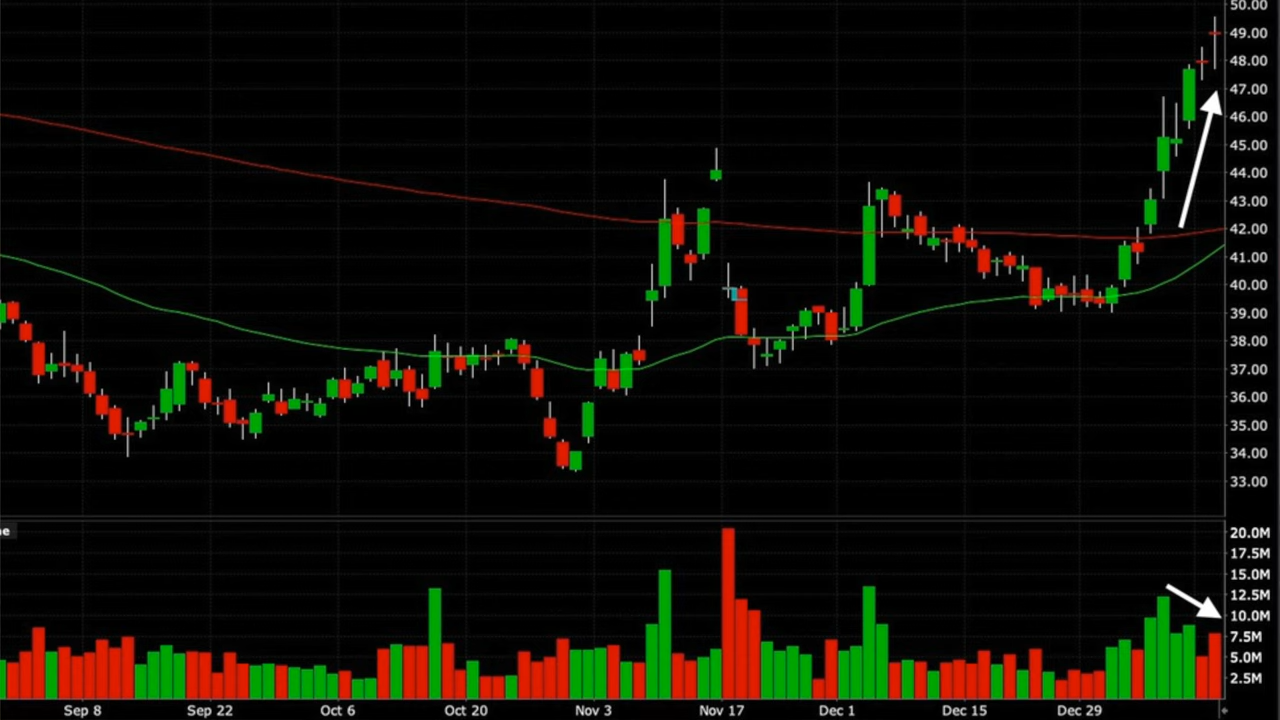 50.00
49.00
48.00
47.00
46.00
45.00
44.00
43.00
42.00
41.00
40.00
39.00
38.00
37.00
36.00
35.00
34.00
33.00
ne
20.0M
17.5M
15.0M
12.5M
10.0M
7.5M
5.0M
2.5M
Sep 8 Sep 22 Oct 6 Oct 20 Nov 3 Nov 17 Dec 1 Dec 15 Dec 29